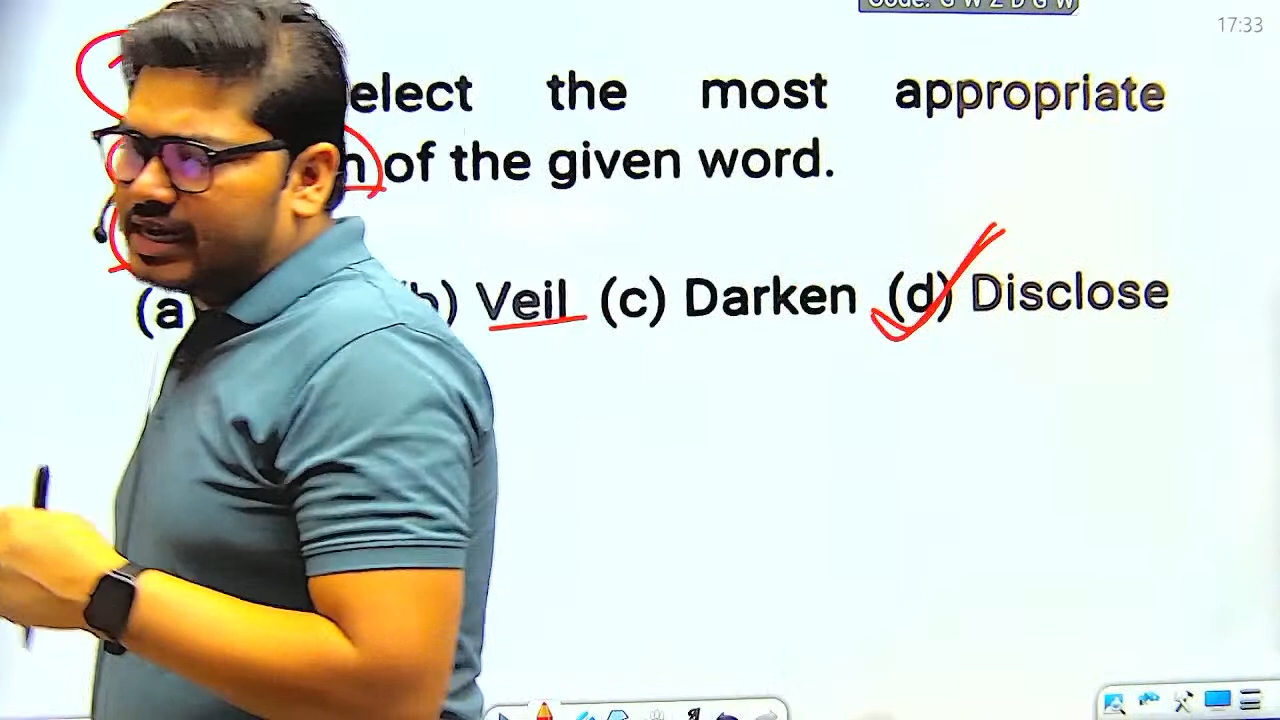 17:33
elect the most appropriate
of the given word.
(a (b) Veil (c) Darken (d) Disclose